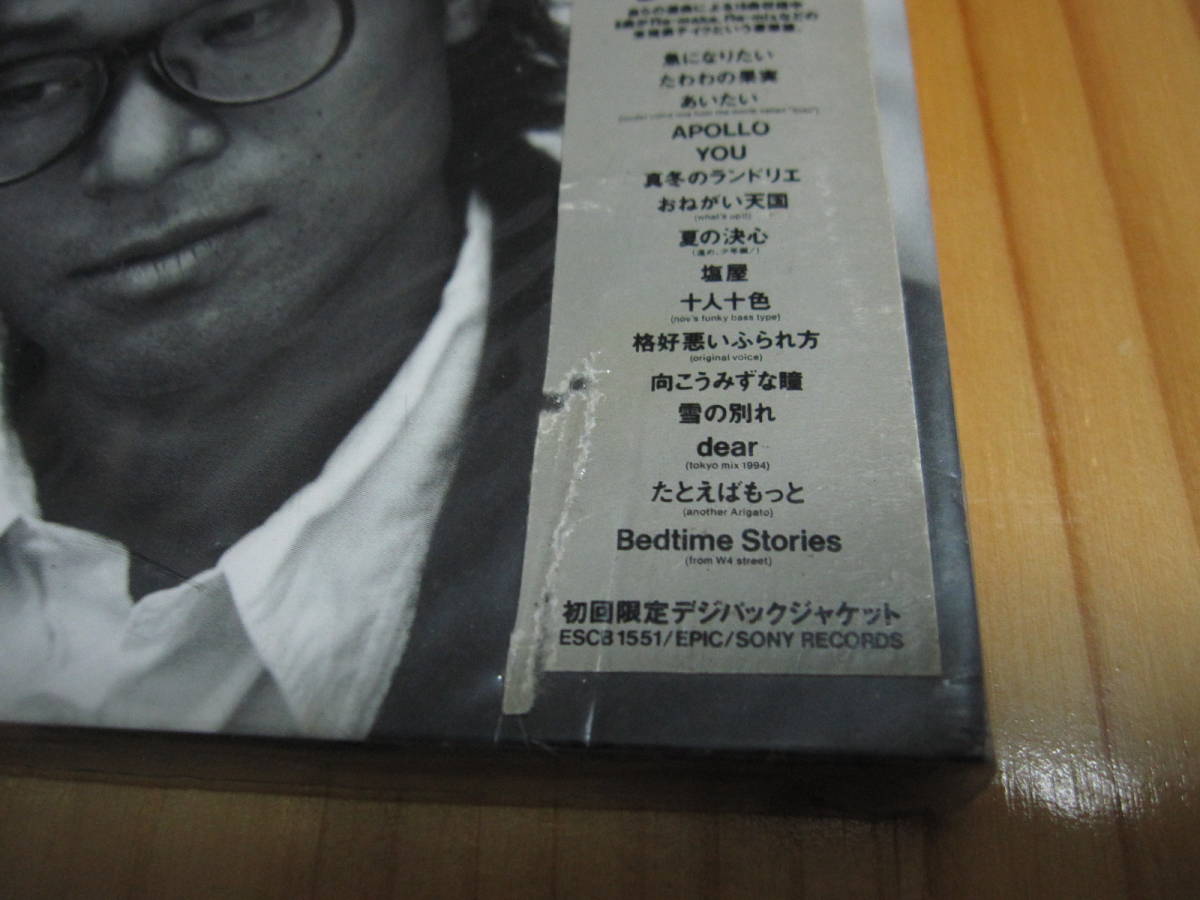 魚になりたい
たわわの果実
あいたい
APOLLO
YOU
真冬のランドリエ
おねがい天国
(what's up!!)
夏の決心
塩屋
十人十色
(nov's funky bass type)
格好悪いふられ方
(original voice)
向こうみずな瞳
雪の別れ
dear
(tokyo mix 1994)
たとえばもっと
(another Arigato)
Bedtime Stories
(from W4 street)
初回限定デジパックジャケット
ESCB 1551/EPIC/SONY RECORDS